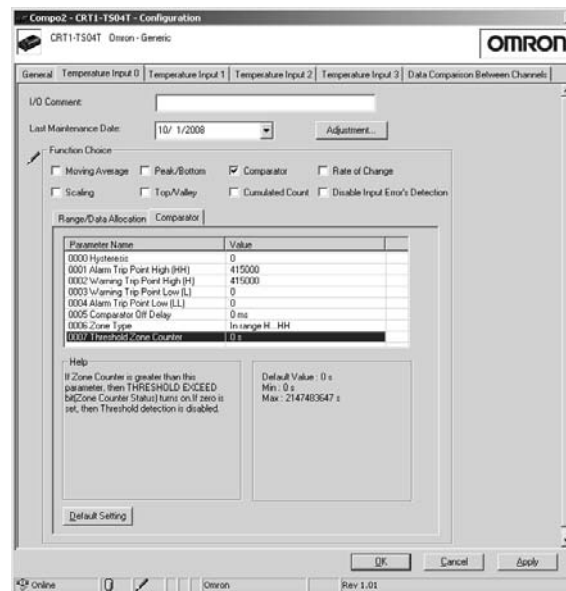 Compo2 - CRT1-TS04T - Configuration
CRT1-TS04T Omron - Generic
OMRON
General Temperature Input 0 Temperature Input 1 Temperature Input 2 Temperature Input 3 Data Comparison Between Channels
I/O Comment:
Last Maintenance Date: 10/ 1/2008 Adjustment...
Function Choice
Moving Average Peak/Bottom Comparator Rate of Change
Scaling Top/Valley Cumulated Count Disable Input Error's Detection
Range/Data Allocation Comparator
Parameter Name Value
0000 Hysteresis 0
0001 Alarm Trip Point High (HH) 415000
0002 Warning Trip Point High (H) 415000
0003 Warning Trip Point Low (L) 0
0004 Alarm Trip Point Low (LL) 0
0005 Comparator Off Delay 0 ms
0006 Zone Type In range H...HH
0007 Threshold Zone Counter 0 s
Help
If Zone Counter is greater than this
parameter, then THRESHOLD EXCEED
bit(Zone Counter Status) turns on.If zero is
set, then Threshold detection is disabled.
Default Value : 0 s
Min : 0 s
Max : 2147483647 s
Default Setting
OK Cancel Apply
Online Omron Rev 1.01